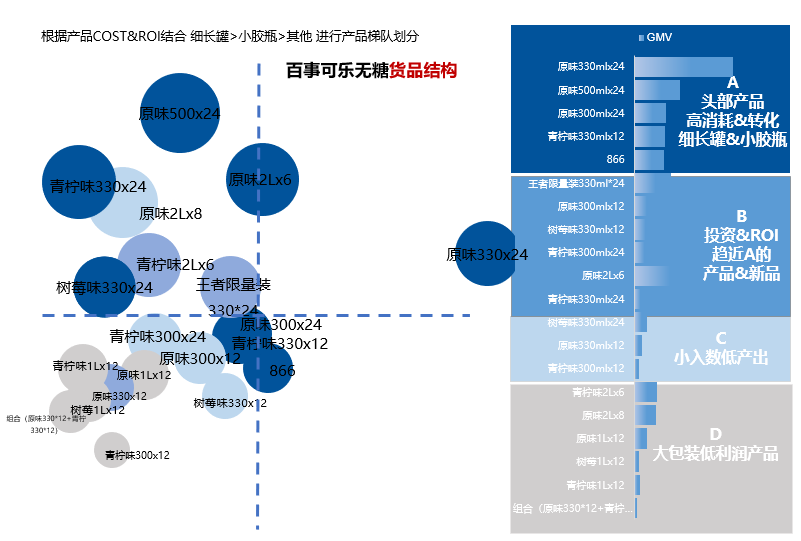 根据产品COST&ROI结合 细长罐>小胶瓶>其他 进行产品梯队划分
百事可乐无糖货品结构
原味500x24
青柠味330x24
原味2Lx8
原味2Lx6
原味330x24
青柠味2Lx6
树莓味330x24
王者限量装
330*24
原味300x24
青柠味300x24
青柠味330x12
原味300x12
866
青柠味1Lx12
原味1Lx12
原味330x12
树莓味330x12
树莓1Lx12
组合（原味330*12+青柠
330*12）
青柠味300x12
GMV
原味330mlx24
原味500mlx24
原味300mlx24
青柠味330mlx12
866
A
头部产品
高消耗&转化
细长罐&小胶瓶
王者限量装330ml*24
原味300mlx12
树莓味330mlx12
青柠味300mlx24
原味2Lx6
青柠味330mlx24
B
投资&ROI
趋近A的
产品&新品
树莓味330mlx24
原味330mlx12
青柠味300mlx12
C
小入数低产出
青柠味2Lx6
原味2Lx8
原味1Lx12
树莓1Lx12
青柠味1Lx12
组合（原味330*12+青柠...
D
大包装低利润产品